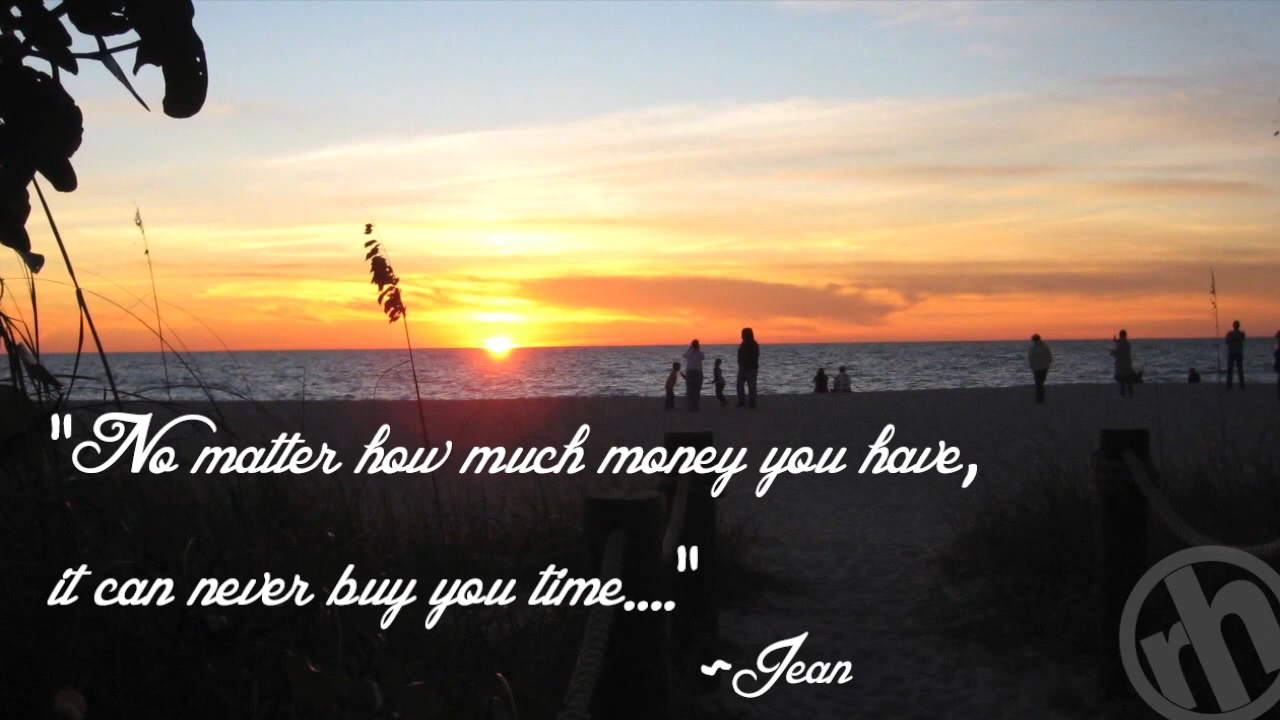 "No matter how much money you have,
it can never buy you time...."
~Jean
rh